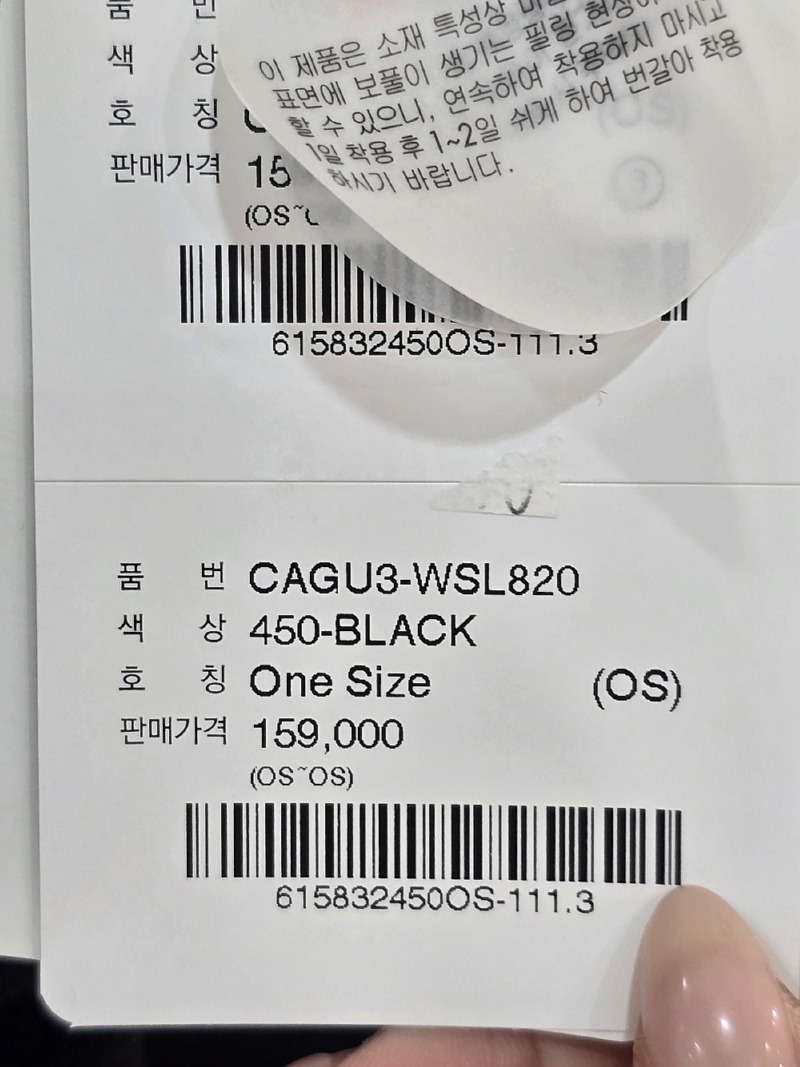 품 번
색 상
이 제품은 소재 특성상
표면에 보풀이 생기는 필링 현상이
할 수 있으니, 연속하여 착용하지 마시고
1일 착용 후 1~2일 쉬게 하여 번갈아 착용
하시기 바랍니다.
호 칭
판매가격 15
(OS~
615832450OS-111.3
품 번 CAGU3-WSL820
색 상 450-BLACK
호 칭 One Size (OS)
판매가격 159,000
(OS~OS)
615832450OS-111.3